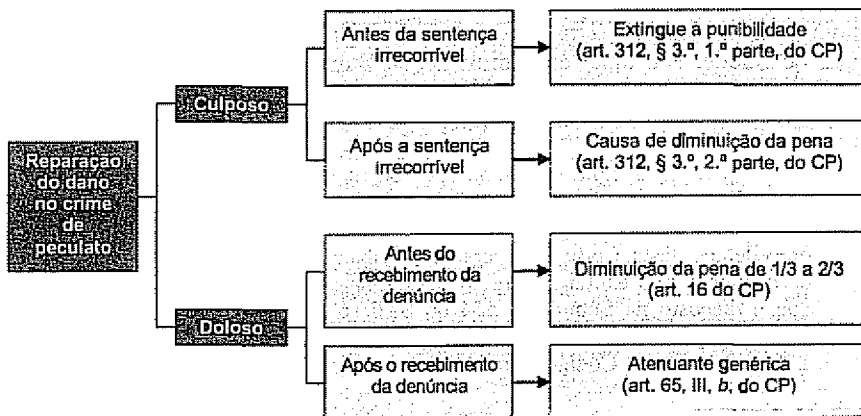 Reparação
do dano
no crime
de
peculato
Culposo
Antes da sentença
irrecorrível
Extingue a punibilidade
(art. 312, § 3.º, 1.ª parte, do CP)
Após a sentença
irrecorrível
Causa de diminuição da pena
(art. 312, § 3.º, 2.ª parte, do CP)
Doloso
Antes do
recebimento da
denúncia
Diminuição da pena de 1/3 a 2/3
(art. 16 do CP)
Após o recebimento
da denúncia
Atenuante genérica
(art. 65, III, b, do CP)